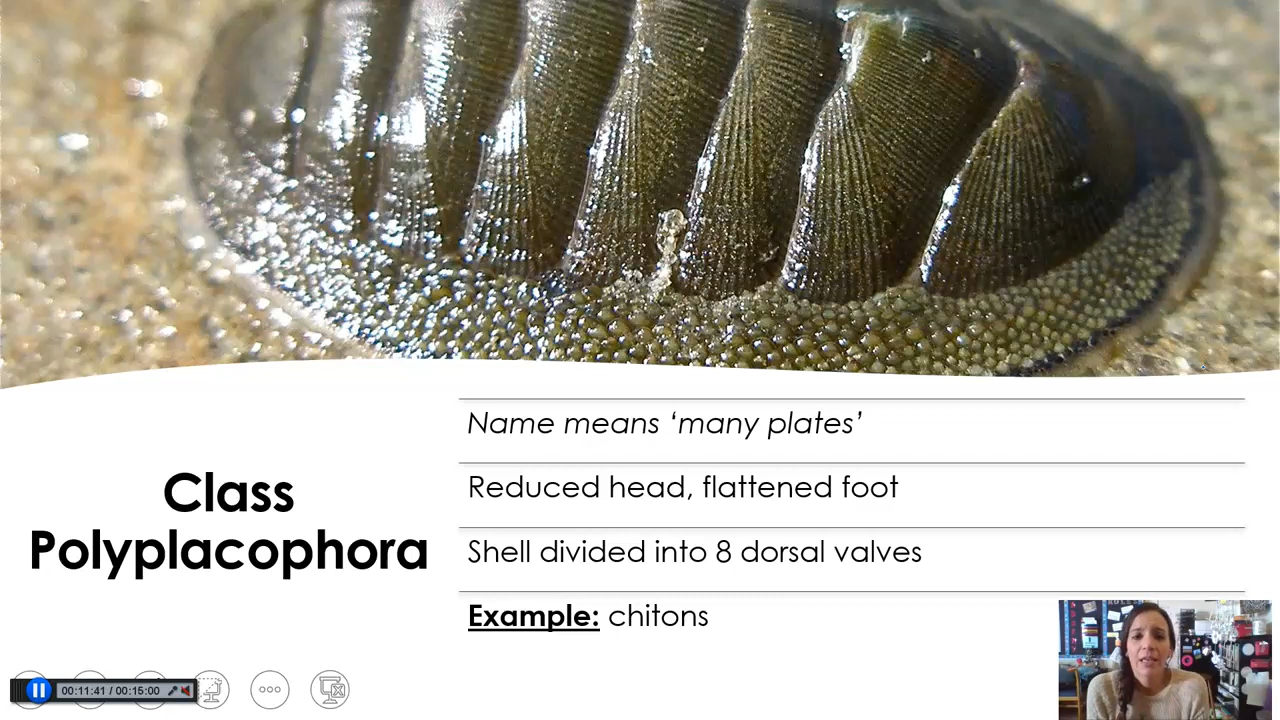 Name means ‘many plates’
Class
Polyplacophora
Reduced head, flattened foot
Shell divided into 8 dorsal valves
Example: chitons
00:11:41 / 00:15:00